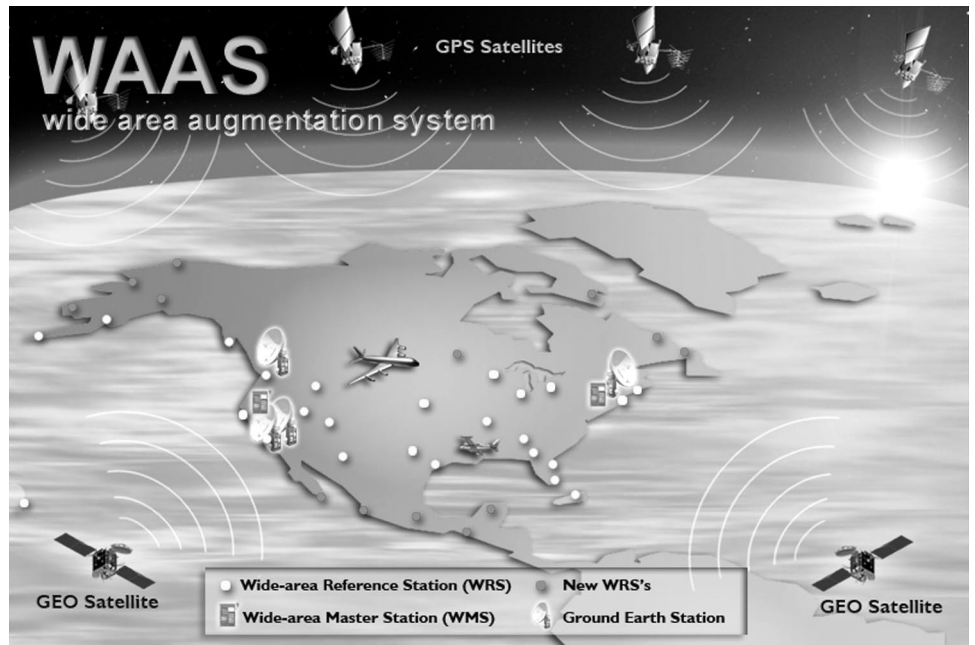 WAAS
GPS Satellites
wide area augmentation system
GEO Satellite
GEO Satellite
Wide-area Reference Station (WRS)
New WRS's
Wide-area Master Station (WMS)
Ground Earth Station